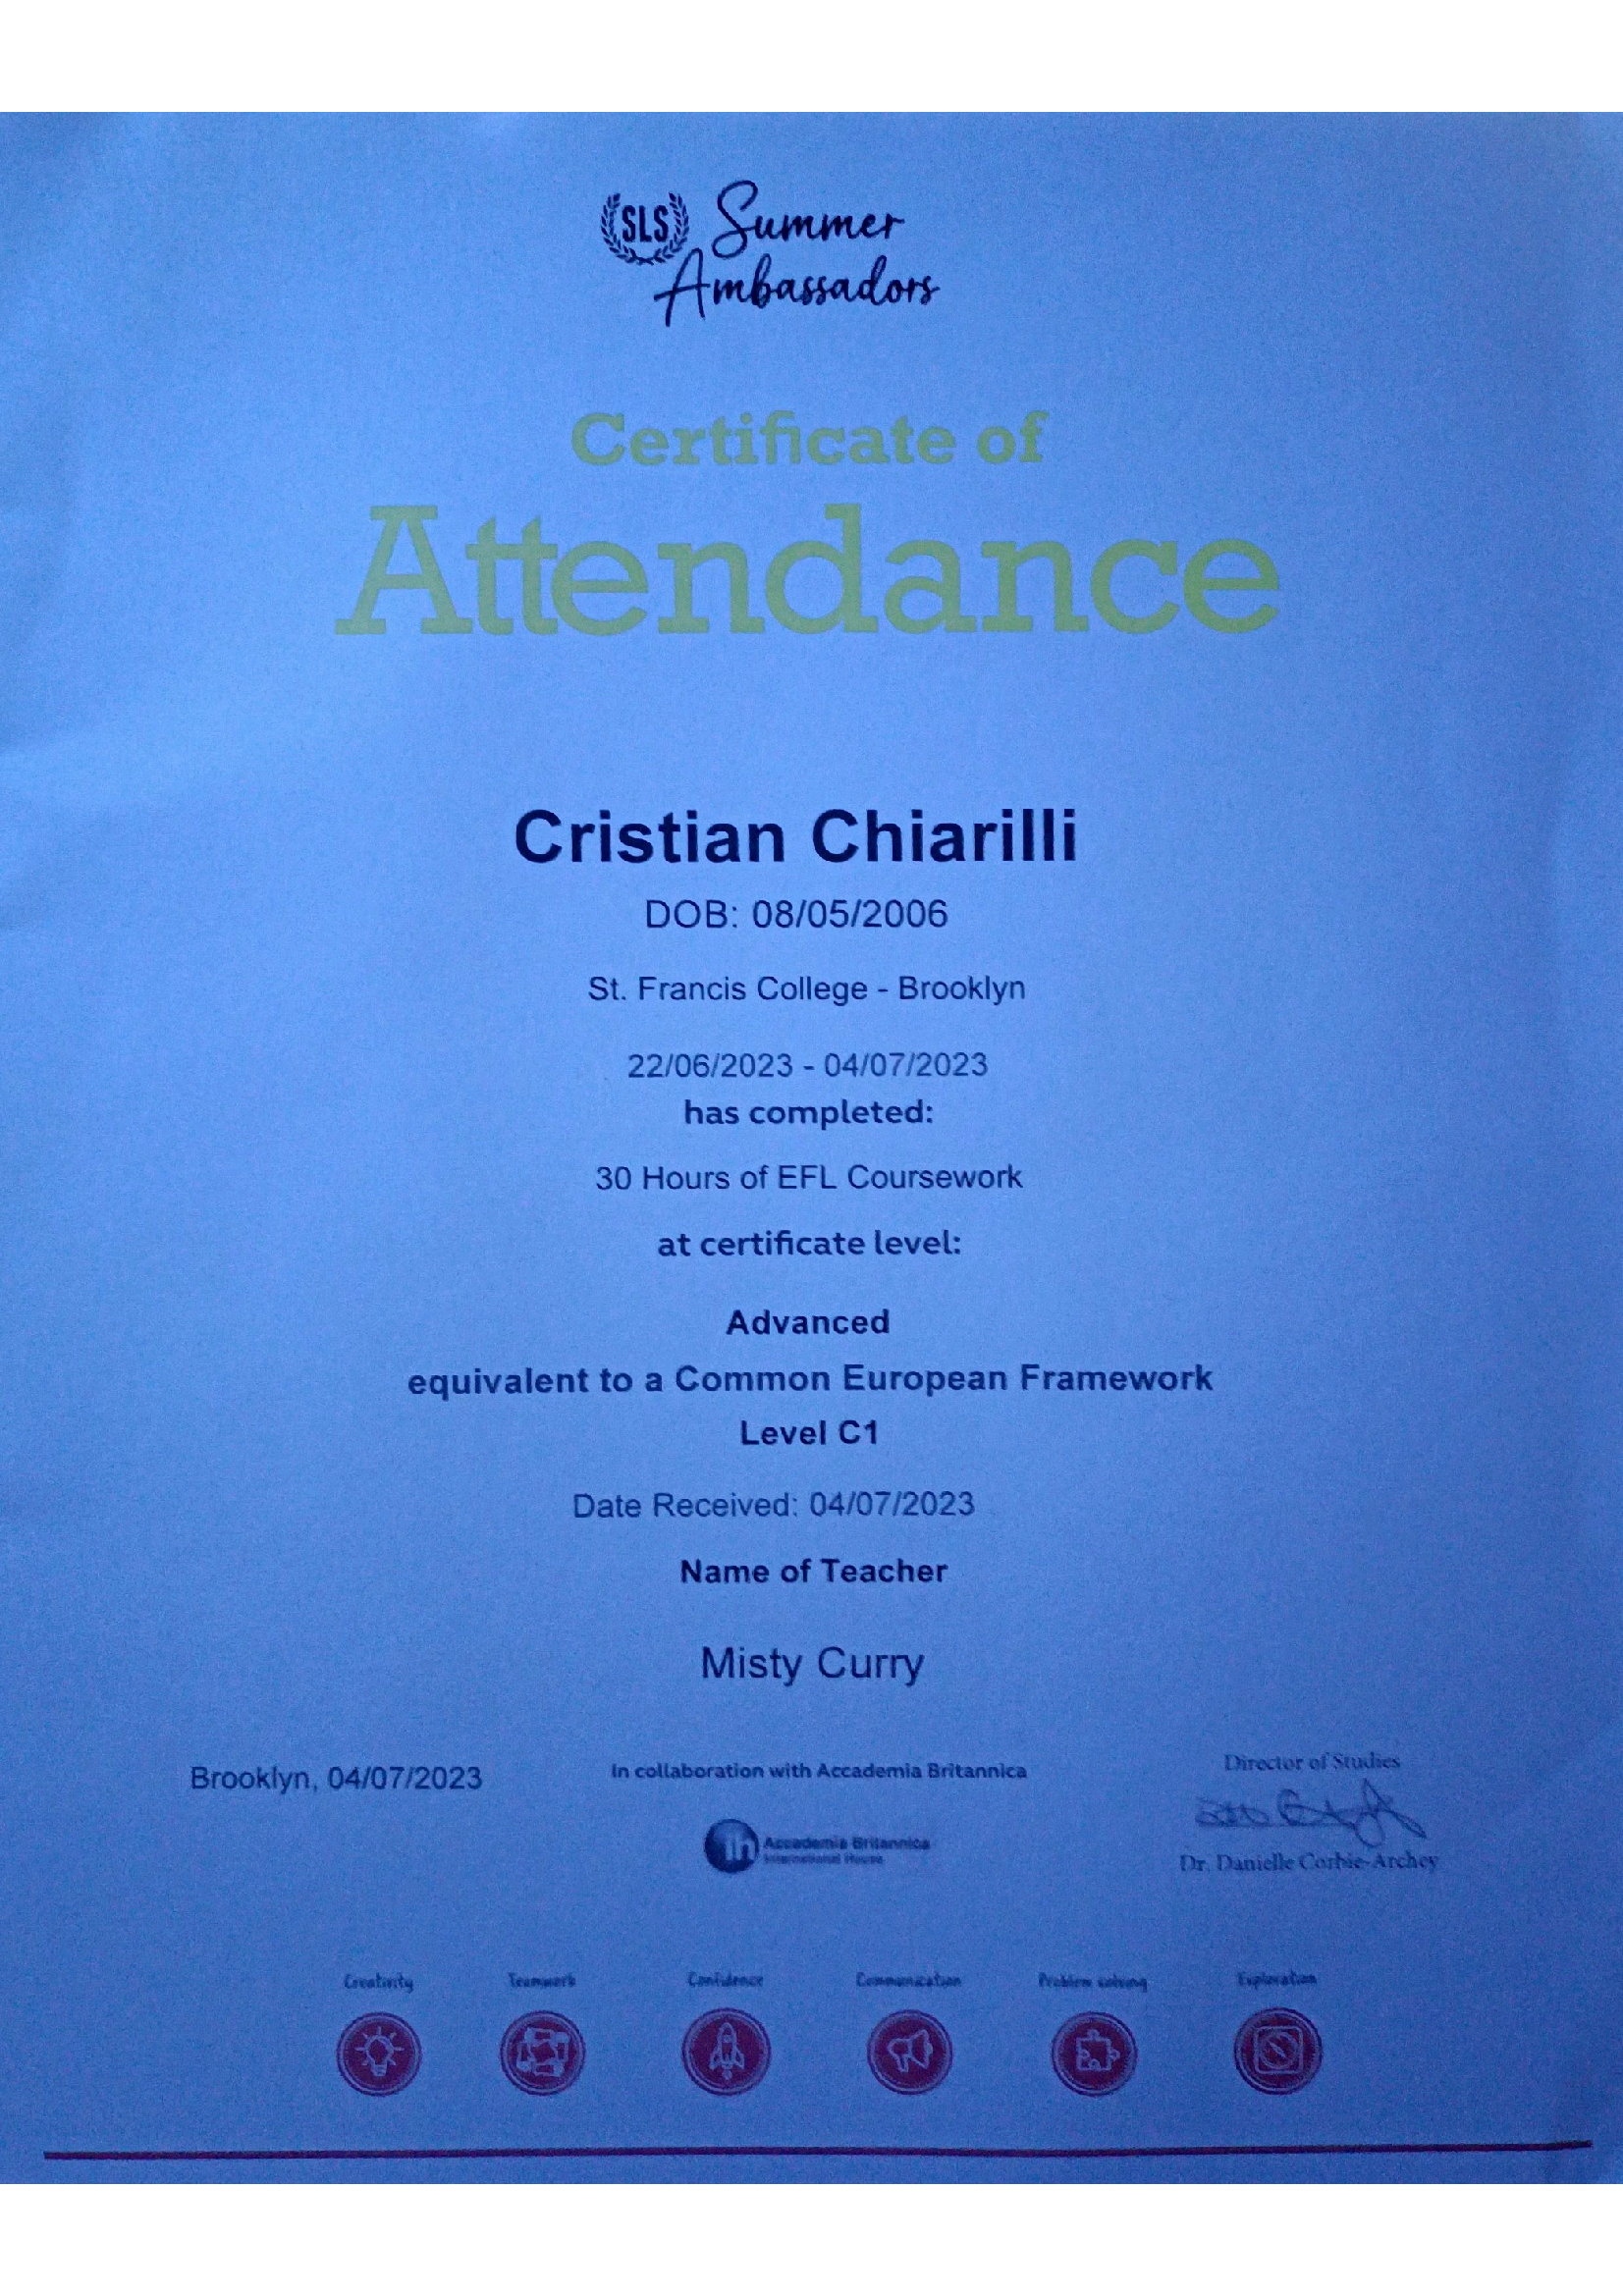 SLS Summer
Ambassadors
Certificate of
Attendance
Cristian Chiarilli
DOB: 08/05/2006
St. Francis College - Brooklyn
22/06/2023 - 04/07/2023
has completed:
30 Hours of EFL Coursework
at certificate level:
Advanced
equivalent to a Common European Framework
Level C1
Date Received: 04/07/2023
Name of Teacher
Misty Curry
Brooklyn, 04/07/2023
In collaboration with Accademia Britannica
ih Accademia Britannica
International House
Director of Studies
Dr. Danielle Corbie-Archey
Creativity Teamwork Confidence Communication Problem solving Exploration